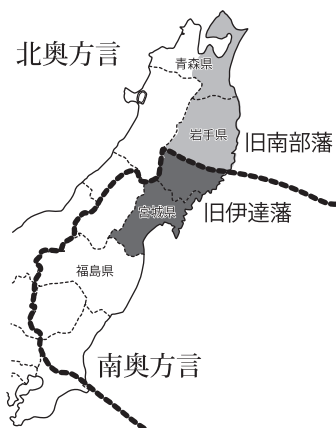 北奥方言
青森県
岩手県
旧南部藩
宮城県
旧伊達藩
福島県
南奥方言